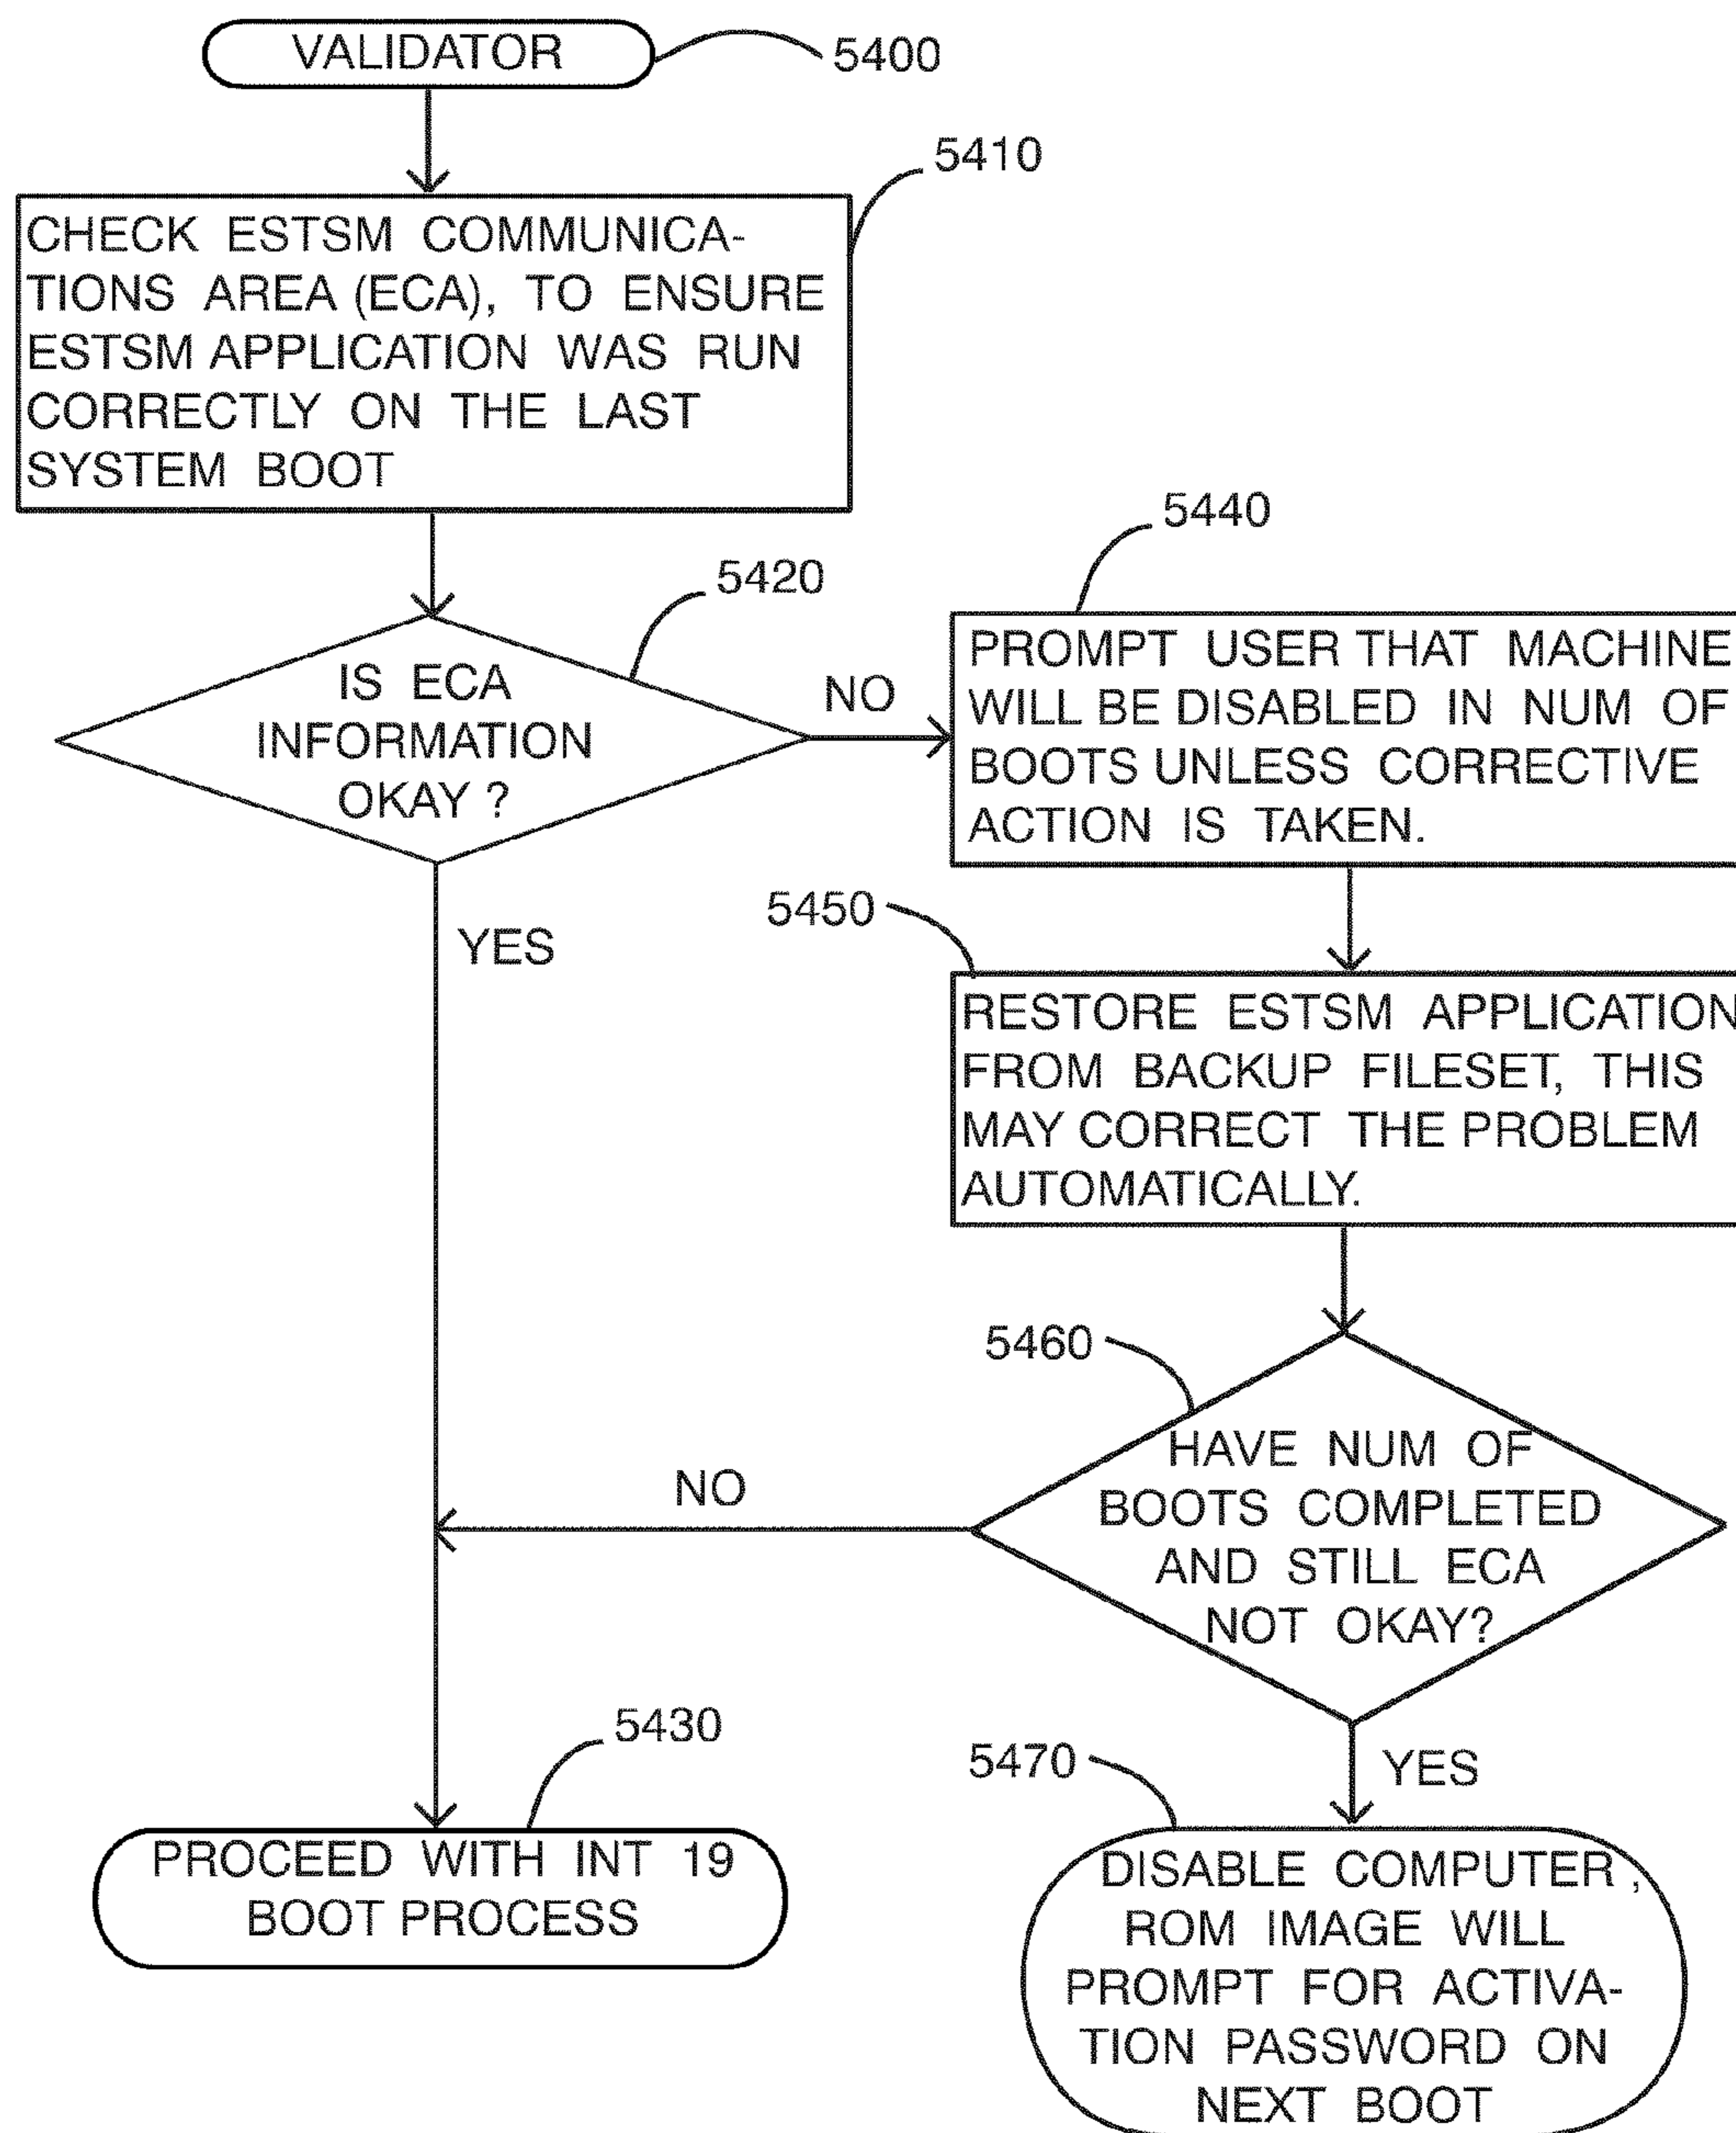 VALIDATOR
5400
5410
CHECK ESTSM COMMUNICA-
TIONS AREA (ECA), TO ENSURE
ESTSM APPLICATION WAS RUN
CORRECTLY ON THE LAST
SYSTEM BOOT
5420
IS ECA
INFORMATION
OKAY ?
NO
YES
5440
PROMPT USER THAT MACHINE
WILL BE DISABLED IN NUM OF
BOOTS UNLESS CORRECTIVE
ACTION IS TAKEN.
5450
RESTORE ESTSM APPLICATION
FROM BACKUP FILESET, THIS
MAY CORRECT THE PROBLEM
AUTOMATICALLY.
5460
HAVE NUM OF
BOOTS COMPLETED
AND STILL ECA
NOT OKAY?
NO
YES
5430
PROCEED WITH INT 19
BOOT PROCESS
5470
DISABLE COMPUTER ,
ROM IMAGE WILL
PROMPT FOR ACTIVA-
TION PASSWORD ON
NEXT BOOT